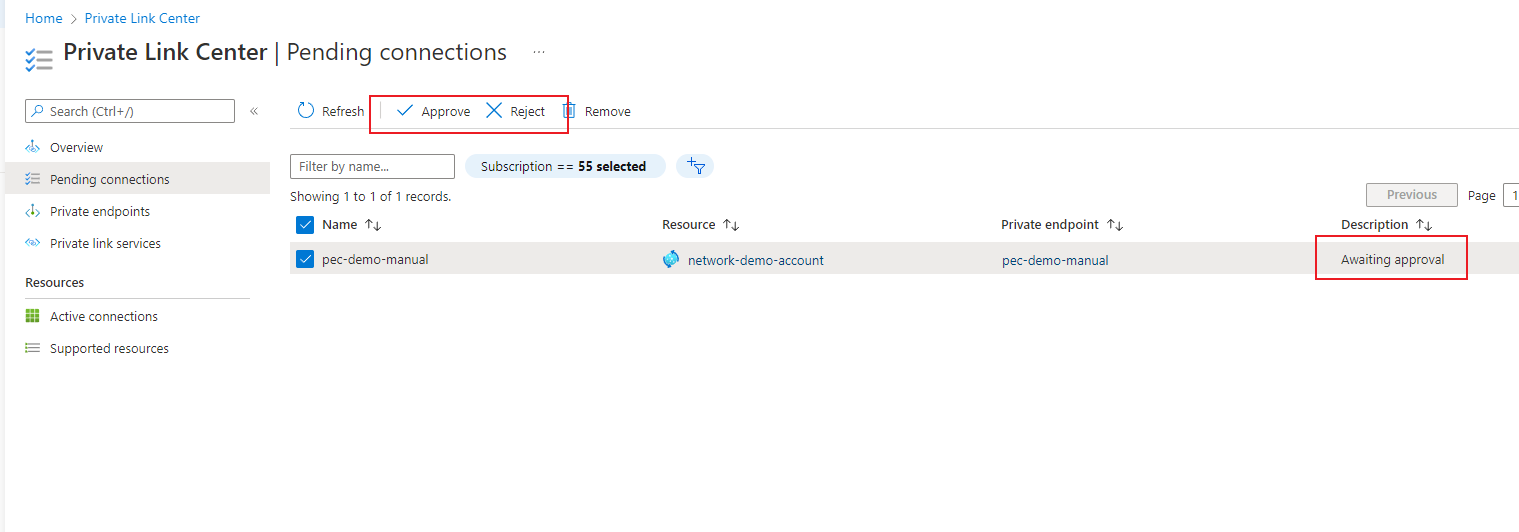 Home > Private Link Center
Private Link Center | Pending connections ...
Search (Ctrl+/) «
Refresh Approve Reject Remove
Overview
Pending connections
Private endpoints
Private link services
Resources
Active connections
Supported resources
Filter by name... Subscription == 55 selected
Showing 1 to 1 of 1 records.
Previous Page 1
Name ↑↓ Resource ↑↓ Private endpoint ↑↓ Description ↑↓
pec-demo-manual network-demo-account pec-demo-manual Awaiting approval